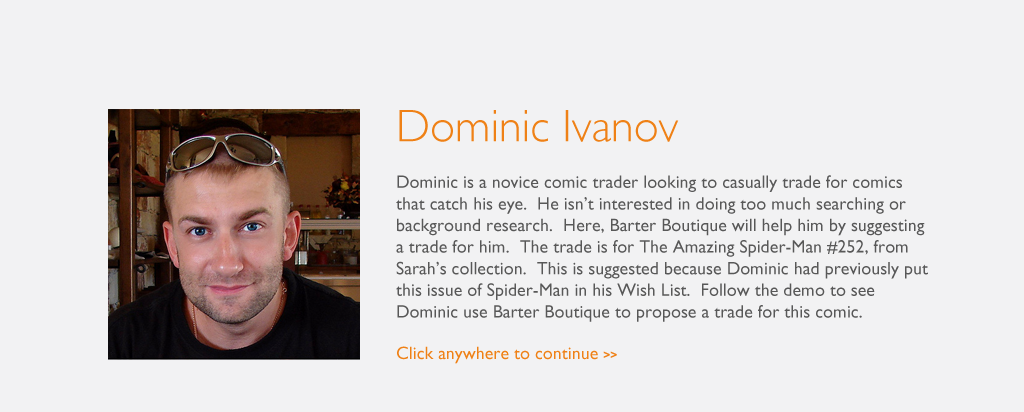 Dominic Ivanov
Dominic is a novice comic trader looking to casually trade for comics
that catch his eye.  He isn’t interested in doing too much searching or
background research.  Here, Barter Boutique will help him by suggesting
a trade for him.  The trade is for The Amazing Spider-Man #252, from
Sarah’s collection.  This is suggested because Dominic had previously put
this issue of Spider-Man in his Wish List.  Follow the demo to see
Dominic use Barter Boutique to propose a trade for this comic.
Click anywhere to continue >>